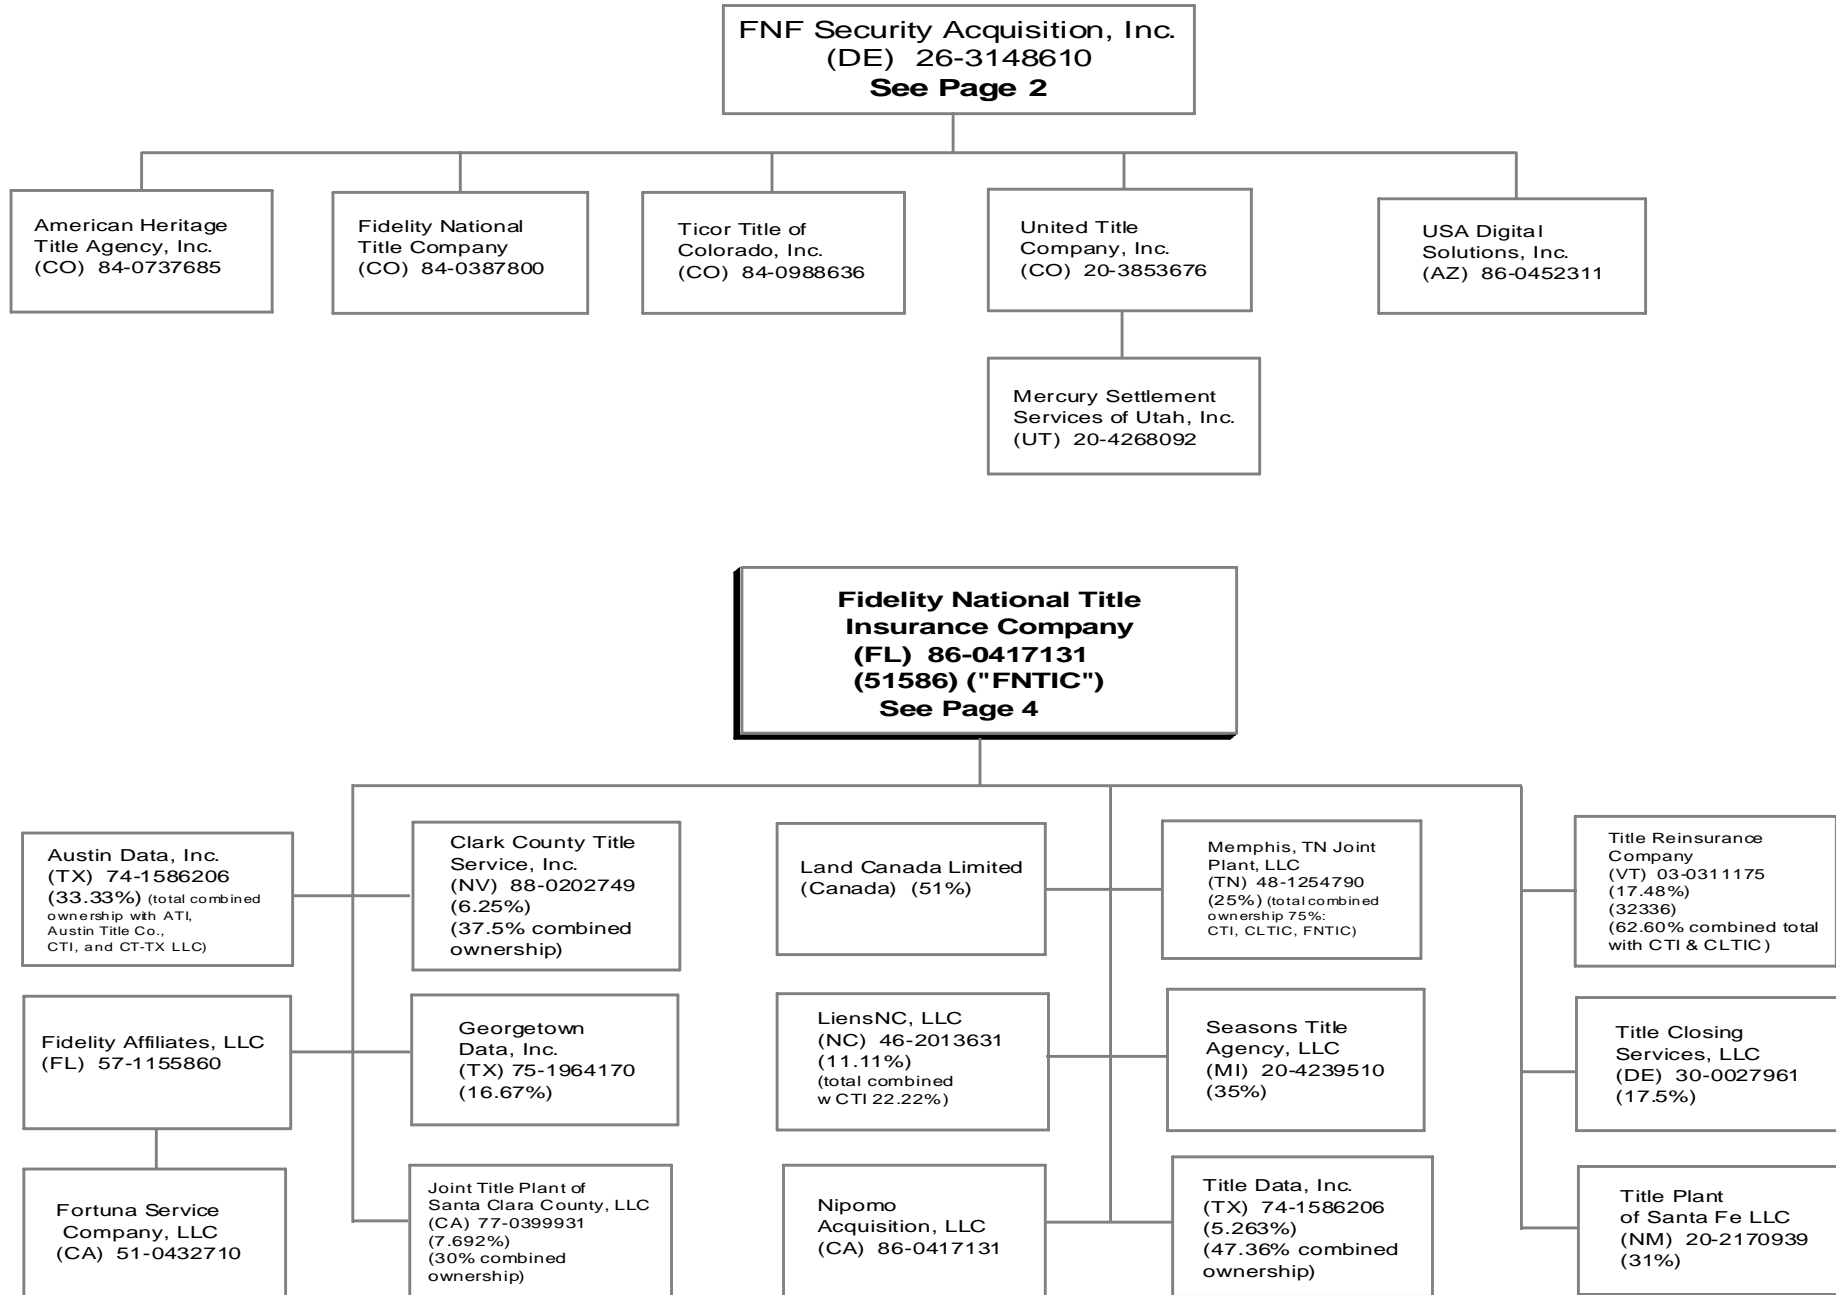 FNF Security Acquisition, Inc.
(DE) 26-3148610
See Page 2
American Heritage
Title Agency, Inc.
(CO) 84-0737685
Fidelity National
Title Company
(CO) 84-0387800
Ticor Title of
Colorado, Inc.
(CO) 84-0988636
United Title
Company, Inc.
(CO) 20-3853676
USA Digital
Solutions, Inc.
(AZ) 86-0452311
Mercury Settlement
Services of Utah, Inc.
(UT) 20-4268092
Fidelity National Title
Insurance Company
(FL) 86-0417131
(51586) ("FNTIC")
See Page 4
Austin Data, Inc.
(TX) 74-1586206
(33.33%) (total combined
ownership with ATI,
Austin Title Co.,
CTI, and CT-TX LLC)
Clark County Title
Service, Inc.
(NV) 88-0202749
(6.25%)
(37.5% combined
ownership)
Land Canada Limited
(Canada) (51%)
Memphis, TN Joint
Plant, LLC
(TN) 48-1254790
(25%) (total combined
ownership 75%:
CTI, CLTIC, FNTIC)
Title Reinsurance
Company
(VT) 03-0311175
(17.48%)
(32336)
(62.60% combined total
with CTI & CLTIC)
Fidelity Affiliates, LLC
(FL) 57-1155860
Georgetown
Data, Inc.
(TX) 75-1964170
(16.67%)
LiensNC, LLC
(NC) 46-2013631
(11.11%)
(total combined
w CTI 22.22%)
Seasons Title
Agency, LLC
(MI) 20-4239510
(35%)
Title Closing
Services, LLC
(DE) 30-0027961
(17.5%)
Fortuna Service
Company, LLC
(CA) 51-0432710
Joint Title Plant of
Santa Clara County, LLC
(CA) 77-0399931
(7.692%)
(30% combined
ownership)
Nipomo
Acquisition, LLC
(CA) 86-0417131
Title Data, Inc.
(TX) 74-1586206
(5.263%)
(47.36% combined
ownership)
Title Plant
of Santa Fe LLC
(NM) 20-2170939
(31%)